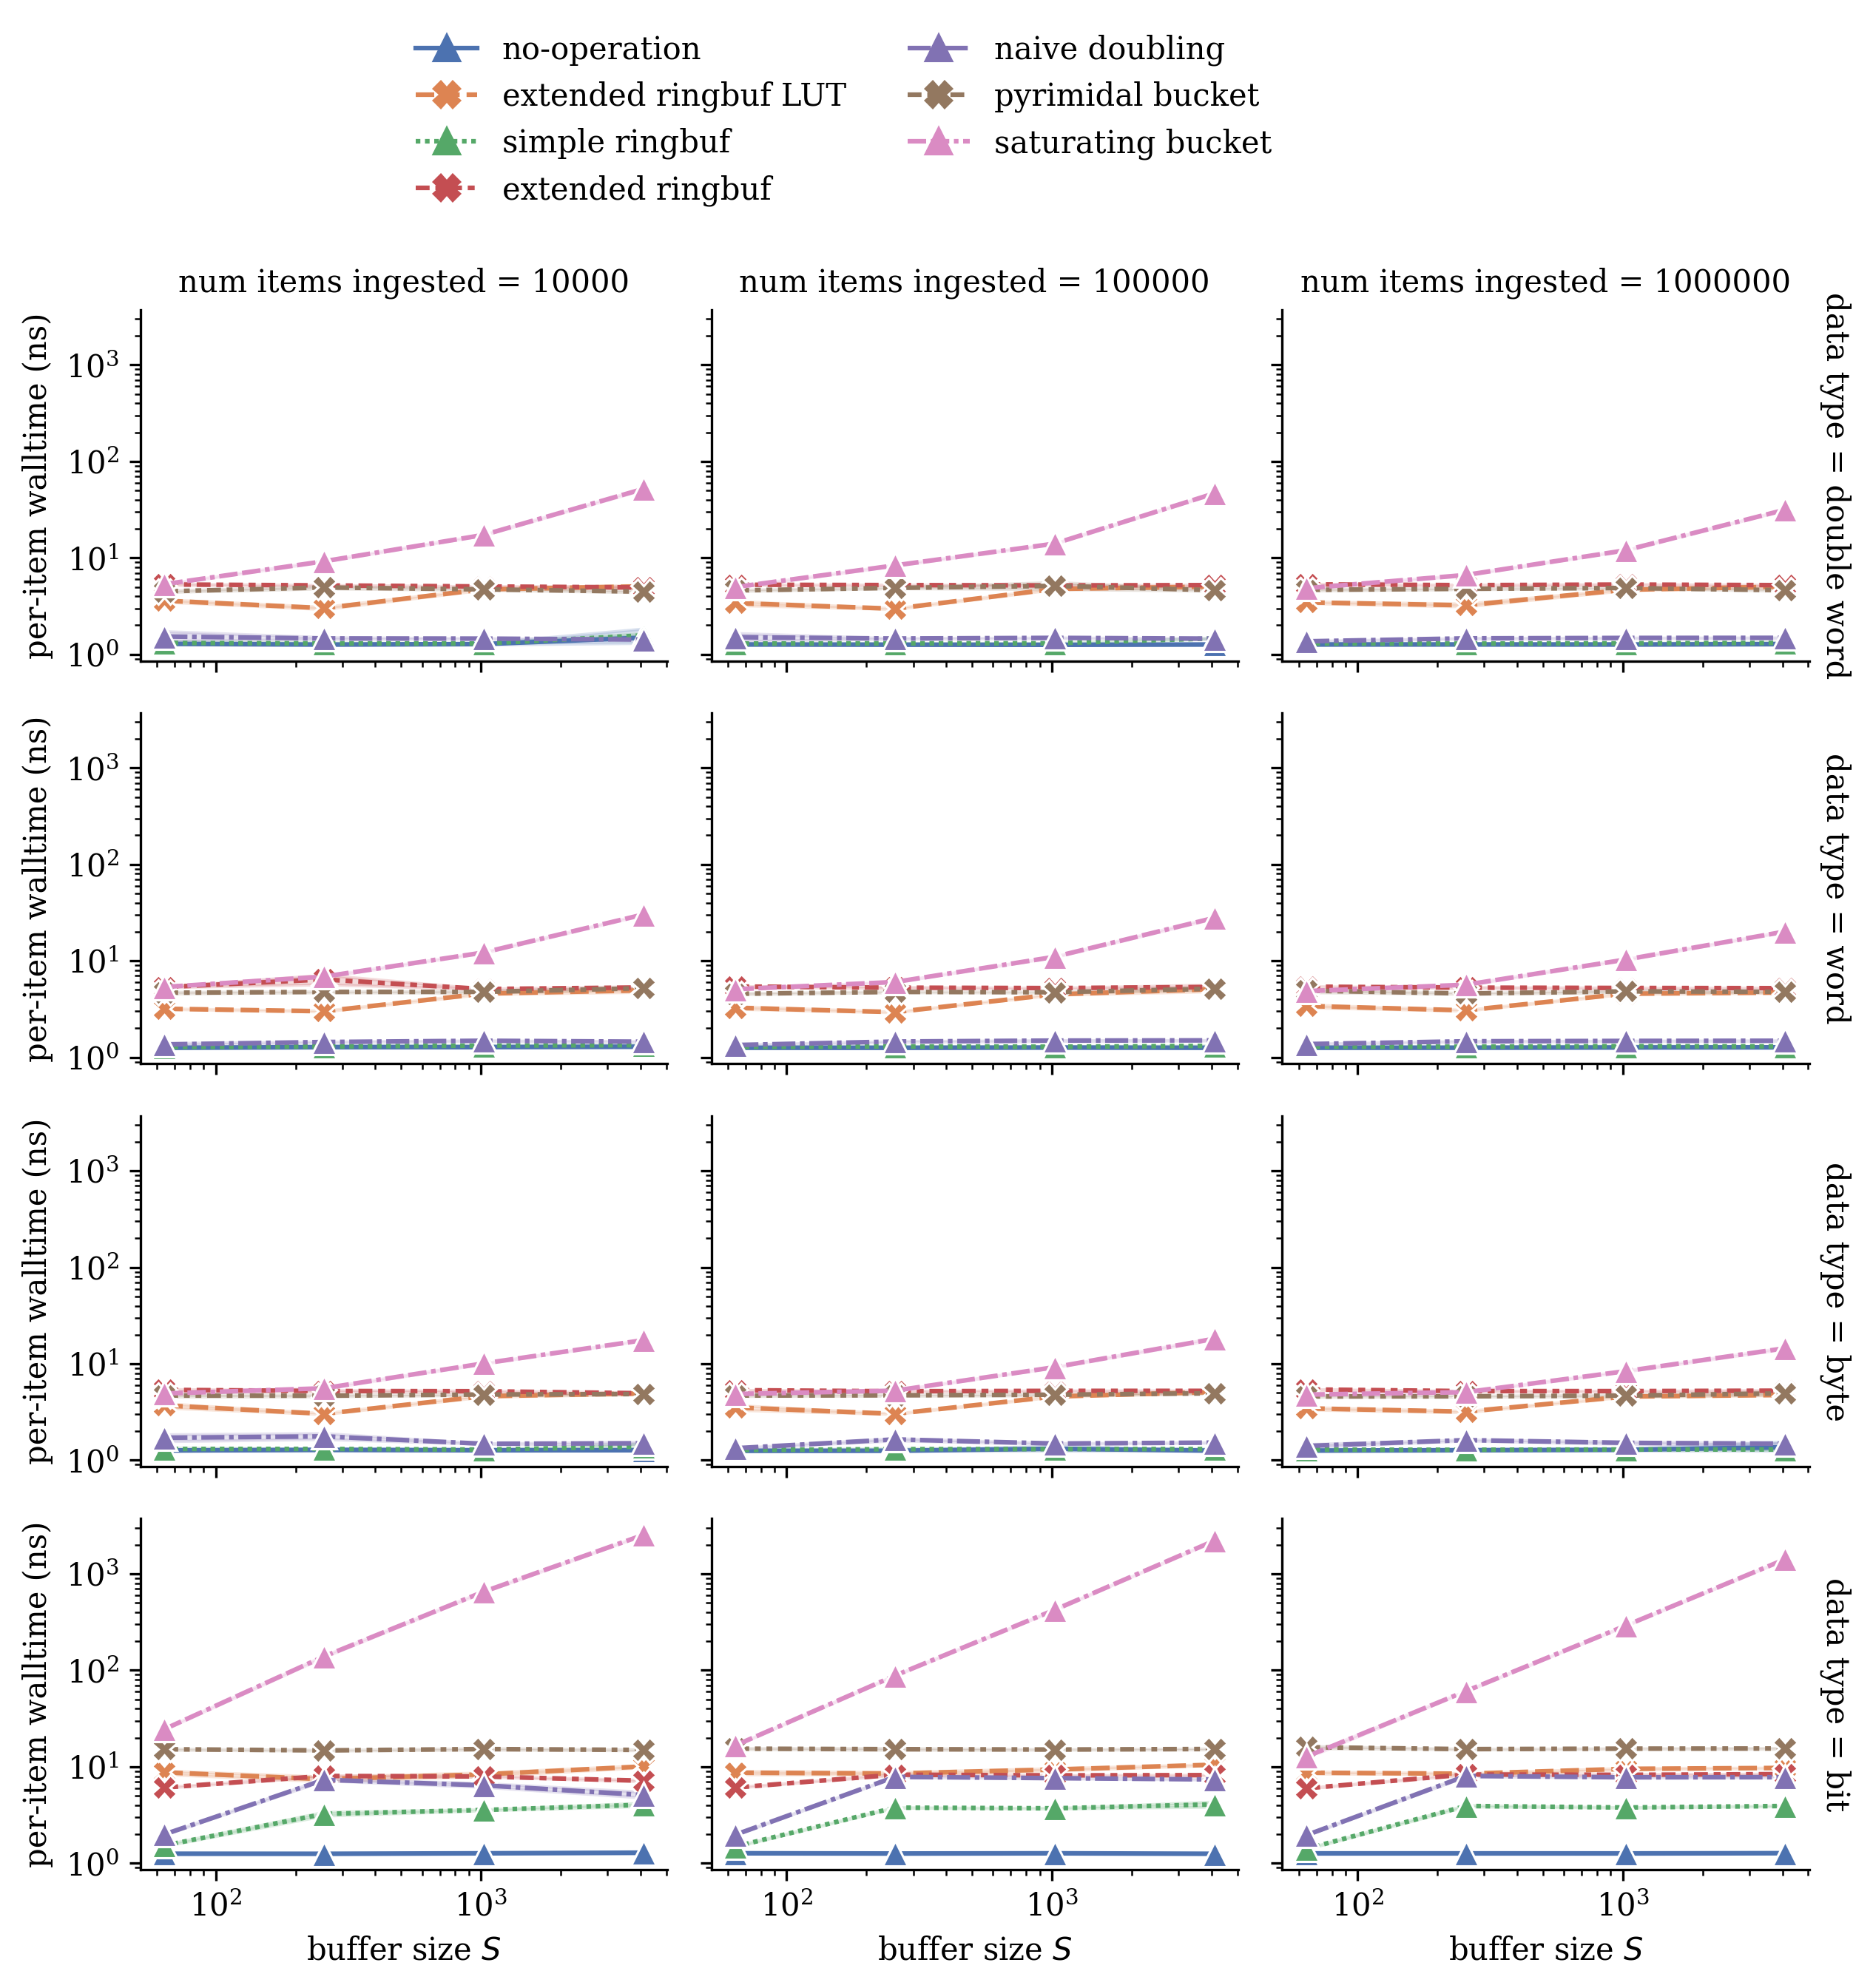 no-operation
extended ringbuf LUT
simple ringbuf
extended ringbuf
naive doubling
pyrimidal bucket
saturating bucket
num items ingested = 10000
num items ingested = 100000
num items ingested = 1000000
per-item walltime (ns)
10³
10²
10¹
10⁰
data type = double word
per-item walltime (ns)
10³
10²
10¹
10⁰
data type = word
per-item walltime (ns)
10³
10²
10¹
10⁰
data type = byte
per-item walltime (ns)
10³
10²
10¹
10⁰
data type = bit
10² 10³
10² 10³
10² 10³
buffer size S
buffer size S
buffer size S